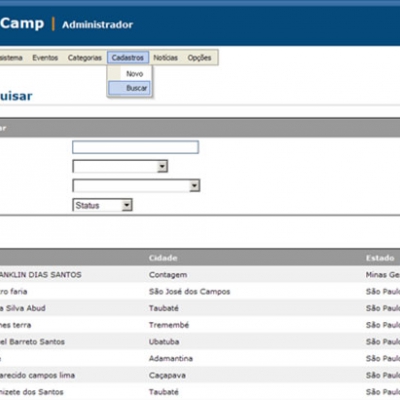 Camp | Administrador
sistema Eventos Categorias Cadastros Notícias Opções
Novo
Buscar
uisar
ar
Status
Cidade Estado
ANKLIN DIAS SANTOS Contagem Minas Ge
ro faria São José dos Campos São Paulo
a Silva Abud Taubaté São Paulo
nes terra Tremembé São Paulo
el Barreto Santos Ubatuba São Paulo
Adamantina São Paulo
arecido campos lima Caçapava São Paulo
nizete dos Santos Taubaté São Paulo